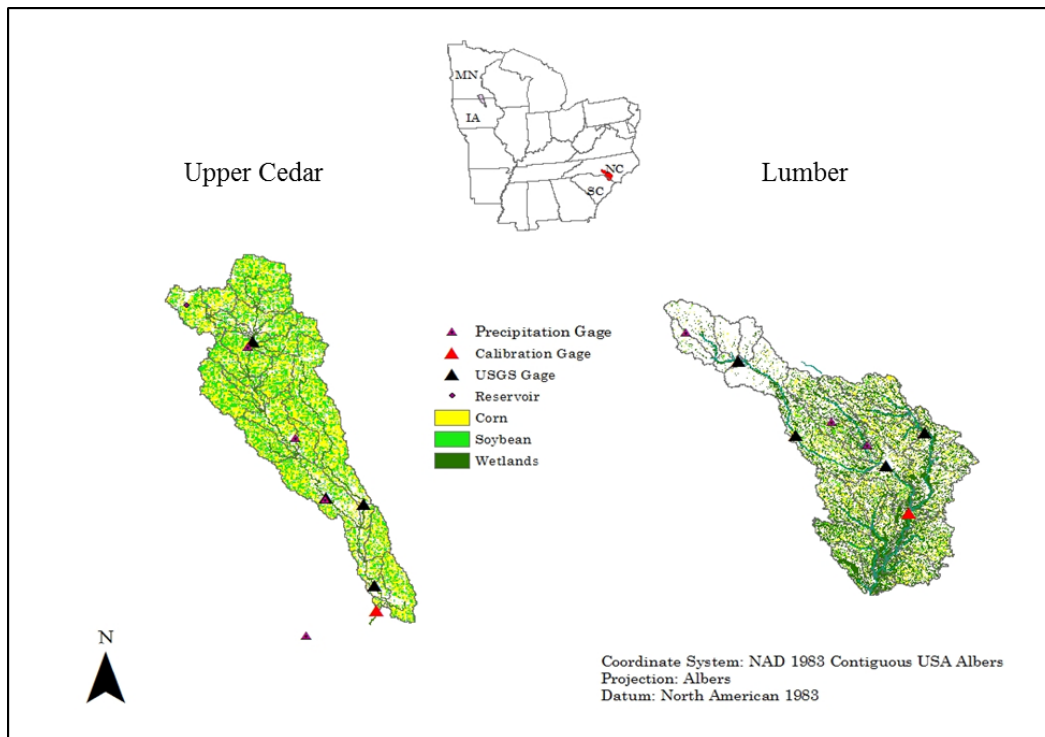 MN
IA
NC
SC
Upper Cedar
Lumber
Precipitation Gage
Calibration Gage
USGS Gage
Reservoir
Corn
Soybean
Wetlands
N
Coordinate System: NAD 1983 Contiguous USA Albers
Projection: Albers
Datum: North American 1983